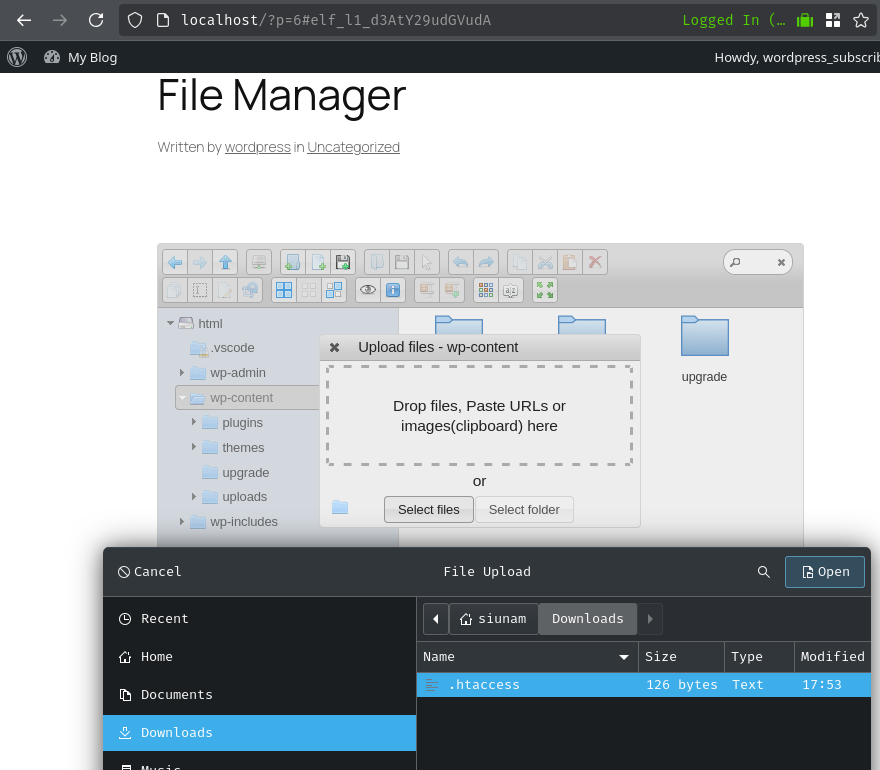 localhost/?p=6#elf_l1_d3AtY29udGVudA
Logged In (…
My Blog
Howdy, wordpress_subscrib
File Manager
Written by wordpress in Uncategorized
html
.vscode
wp-admin
wp-content
plugins
themes
upgrade
uploads
wp-includes
upgrade
Upload files - wp-content
Drop files, Paste URLs or
images(clipboard) here
or
Select files Select folder
Cancel File Upload Open
Recent
Home
Documents
Downloads
Music
siunam Downloads
Name Size Type Modified
.htaccess 126 bytes Text 17:53